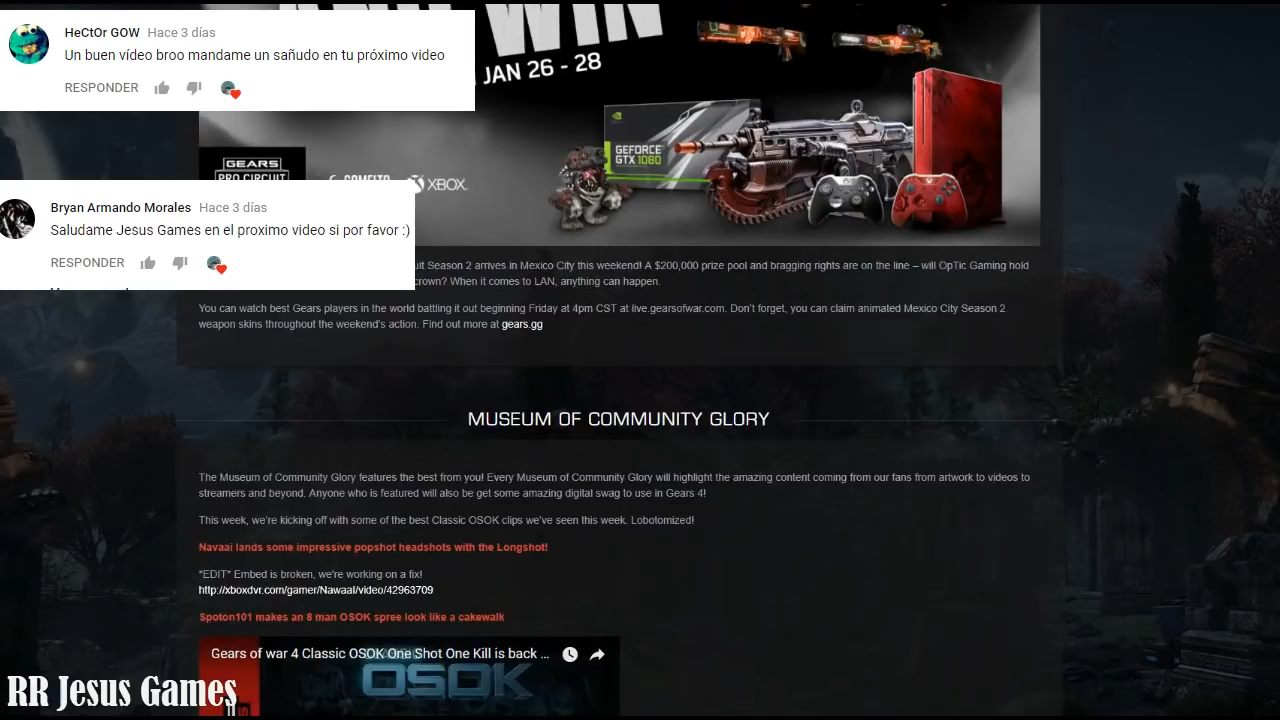 AND WIN
JAN 26 - 28
HeCtOr GOW Hace 3 días
Un buen vídeo broo mandame un sañudo en tu próximo video
RESPONDER
GEFORCE
GTX 1080
GEARS
PRO CIRCUIT
XBOX.
Bryan Armando Morales Hace 3 días
Saludame Jesus Games en el proximo video si por favor :)
RESPONDER
Season 2 arrives in Mexico City this weekend! A $200,000 prize pool and bragging rights are on the line – will OpTic Gaming hold
crown? When it comes to LAN, anything can happen.
You can watch best Gears players in the world battling it out beginning Friday at 4pm CST at live.gearsofwar.com. Don't forget, you can claim animated Mexico City Season 2
weapon skins throughout the weekend's action. Find out more at gears.gg
MUSEUM OF COMMUNITY GLORY
The Museum of Community Glory features the best from you! Every Museum of Community Glory will highlight the amazing content coming from our fans from artwork to videos to
streamers and beyond. Anyone who is featured will also be get some amazing digital swag to use in Gears 4!
This week, we're kicking off with some of the best Classic OSOK clips we've seen this week. Lobotomized!
Navaai lands some impressive popshot headshots with the Longshot!
*EDIT* Embed is broken, we're working on a fix!
http://xboxdvr.com/gamer/Nawaal/video/42963709
Spoton101 makes an 8 man OSOK spree look like a cakewalk
Gears of war 4 Classic OSOK One Shot One Kill is back ...
OSOK
RR Jesus Games